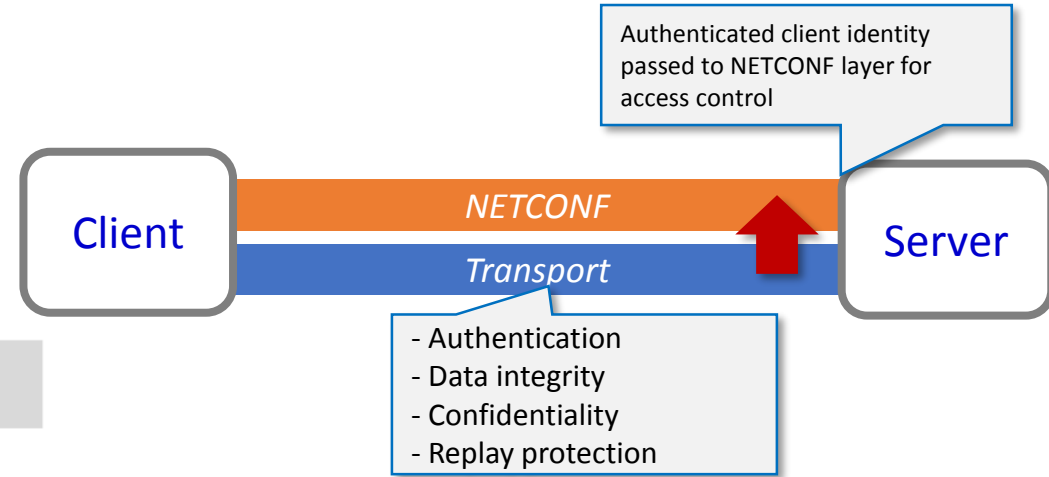 Authenticated client identity
passed to NETCONF layer for
access control
Client
NETCONF
Transport
Server
- Authentication
- Data integrity
- Confidentiality
- Replay protection